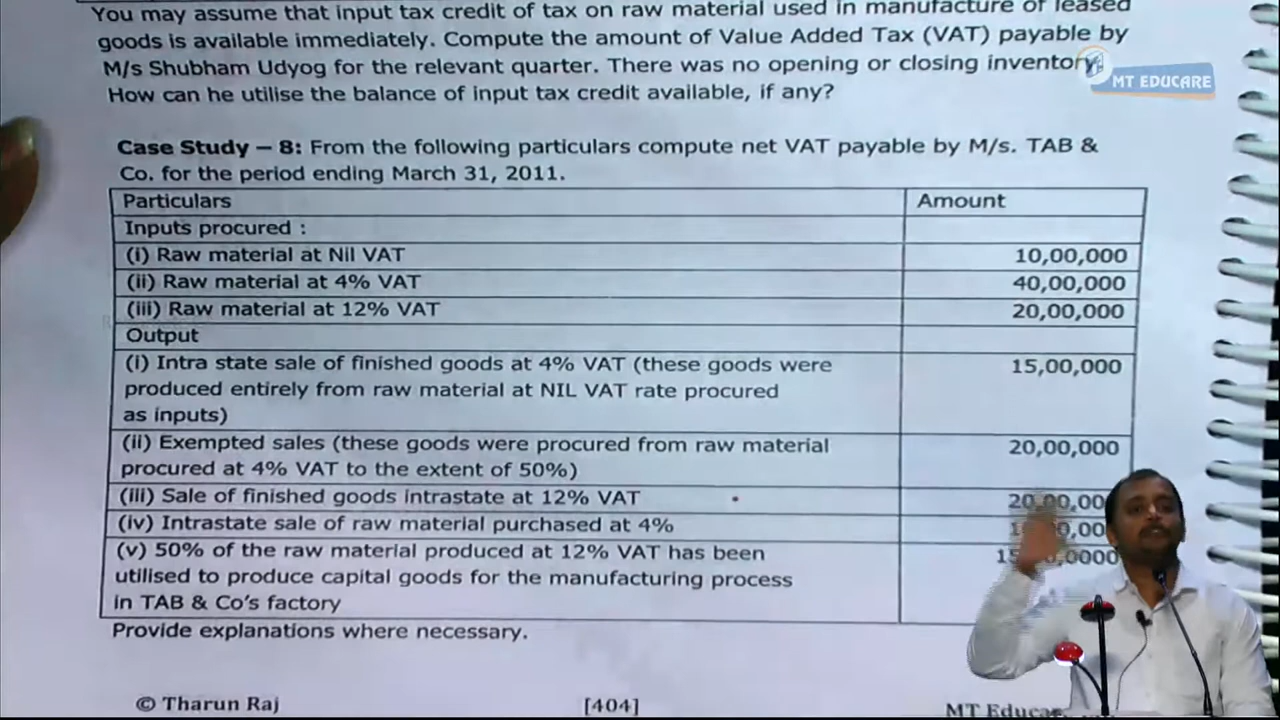 You may assume that input tax credit of tax on raw material used in manufacture of leased
goods is available immediately. Compute the amount of Value Added Tax (VAT) payable by
M/s Shubham Udyog for the relevant quarter. There was no opening or closing inventory
How can he utilise the balance of input tax credit available, if any?
MT EDUCARE
Case Study – 8: From the following particulars compute net VAT payable by M/s. TAB &
Co. for the period ending March 31, 2011.
Particulars Amount
Inputs procured :
(i) Raw material at Nil VAT 10,00,000
(ii) Raw material at 4% VAT 40,00,000
(iii) Raw material at 12% VAT 20,00,000
Output
(i) Intra state sale of finished goods at 4% VAT (these goods were 15,00,000
produced entirely from raw material at NIL VAT rate procured
as inputs)
(ii) Exempted sales (these goods were procured from raw material 20,00,000
procured at 4% VAT to the extent of 50%)
(iii) Sale of finished goods intrastate at 12% VAT
(iv) Intrastate sale of raw material purchased at 4%
(v) 50% of the raw material produced at 12% VAT has been
utilised to produce capital goods for the manufacturing process
in TAB & Co's factory
Provide explanations where necessary.
© Tharun Raj [404] MT